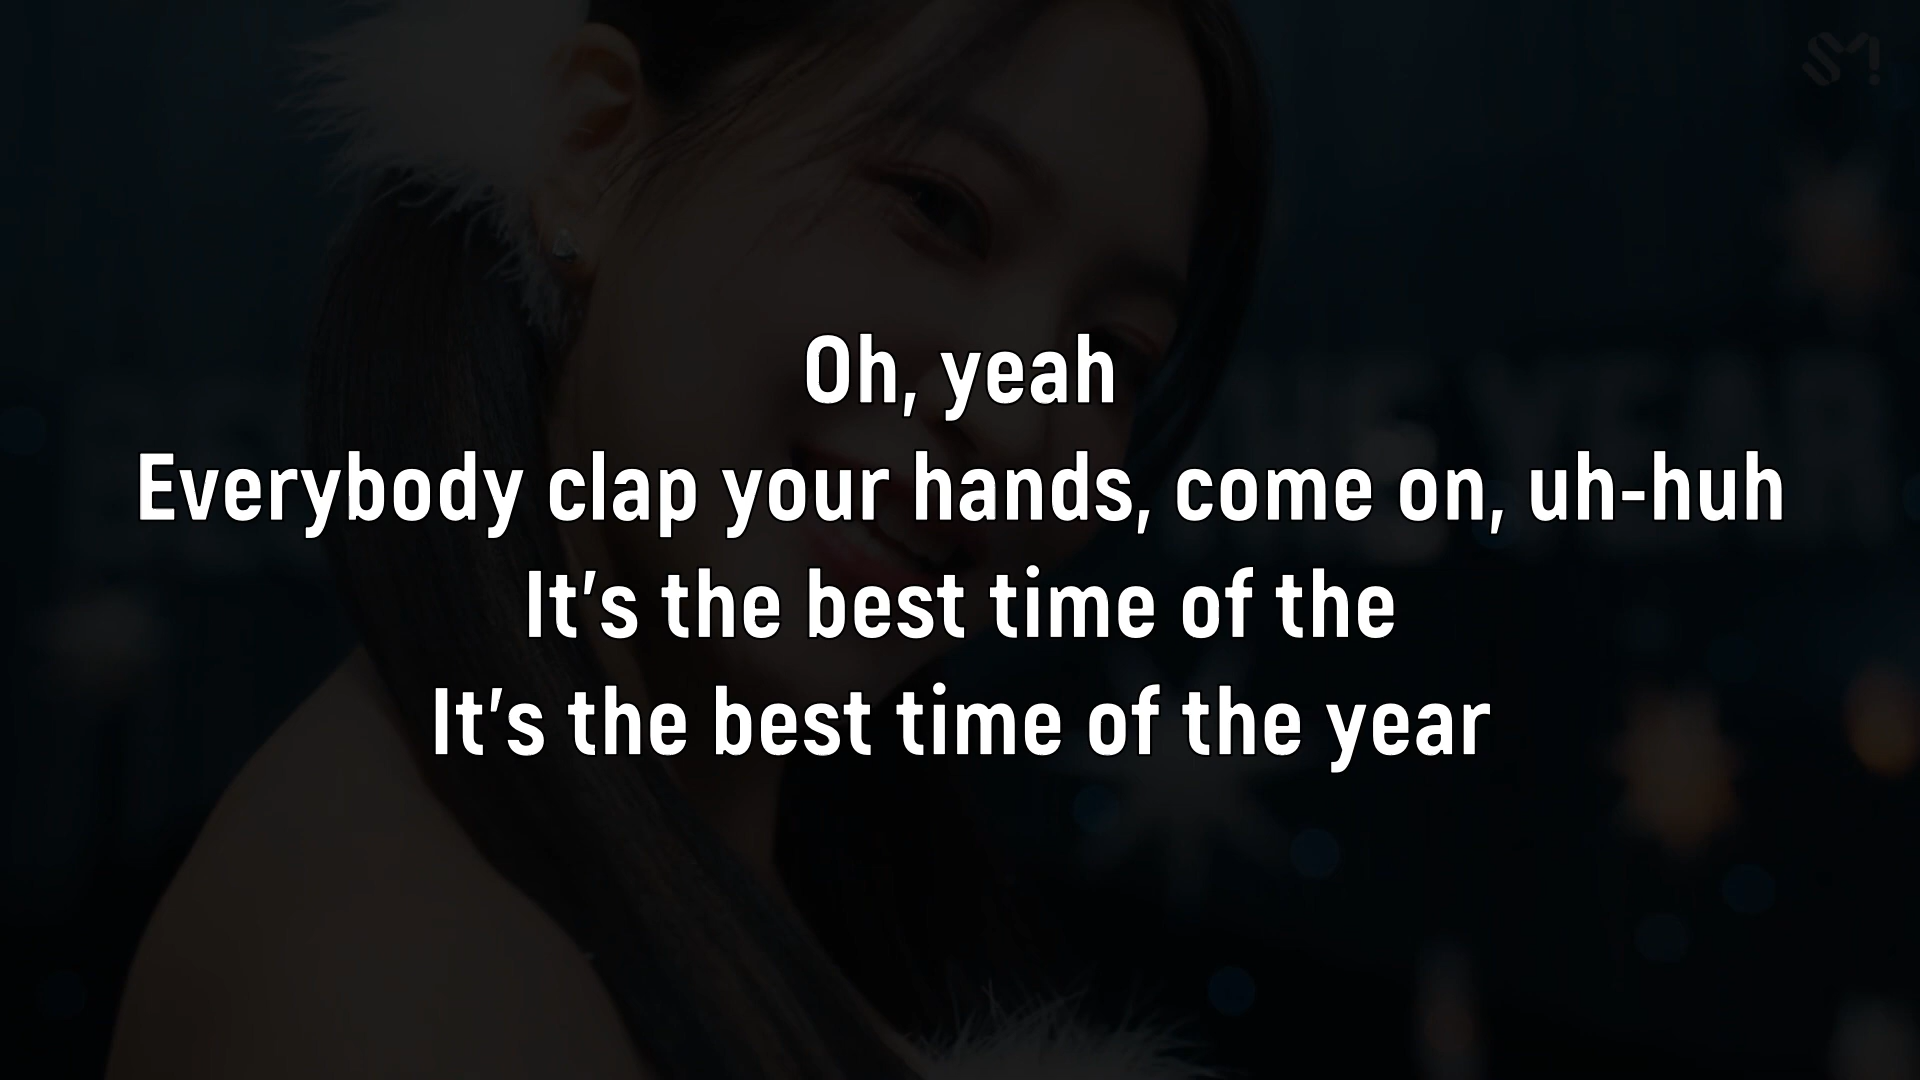 SM!
Oh, yeah
Everybody clap your hands, come on, uh-huh
It's the best time of the
It's the best time of the year